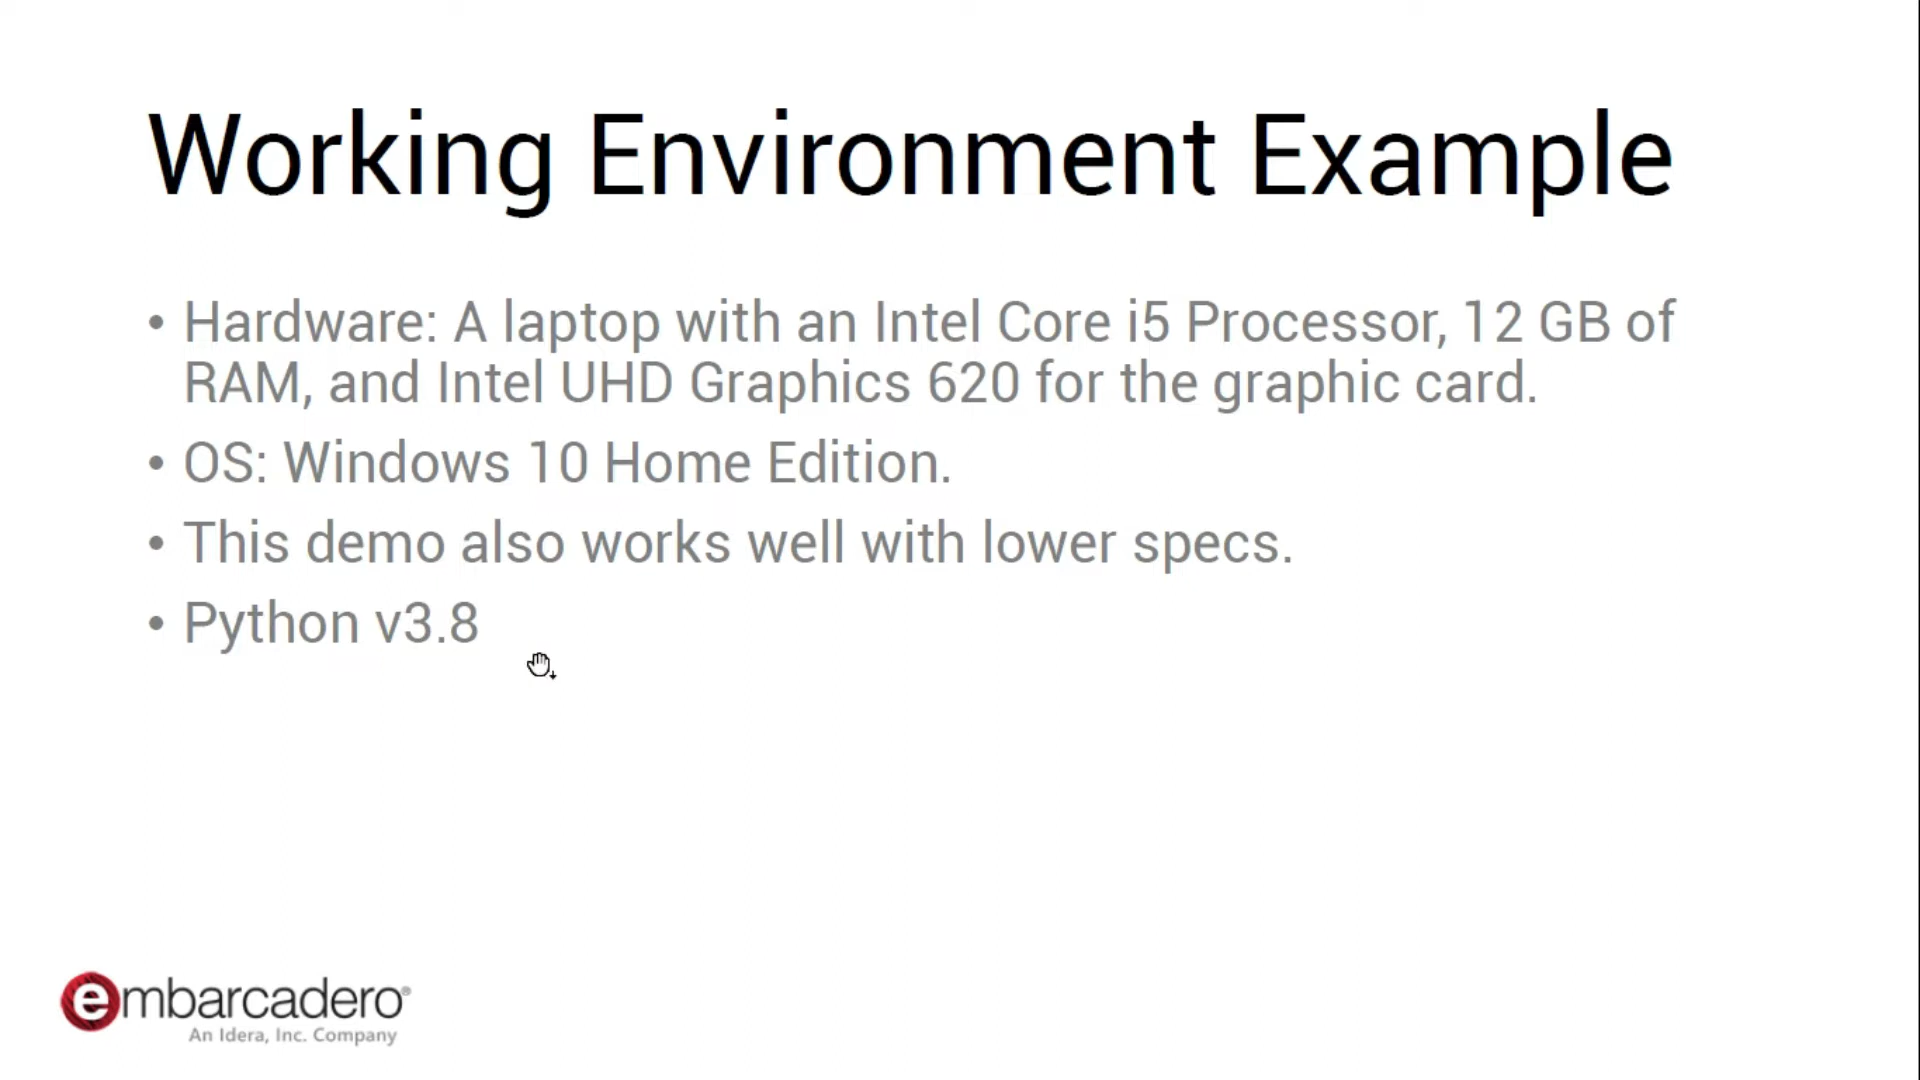 Working Environment Example
• Hardware: A laptop with an Intel Core i5 Processor, 12 GB of
RAM, and Intel UHD Graphics 620 for the graphic card.
• OS: Windows 10 Home Edition.
• This demo also works well with lower specs.
• Python v3.8
embarcadero®
An Idera, Inc. Company